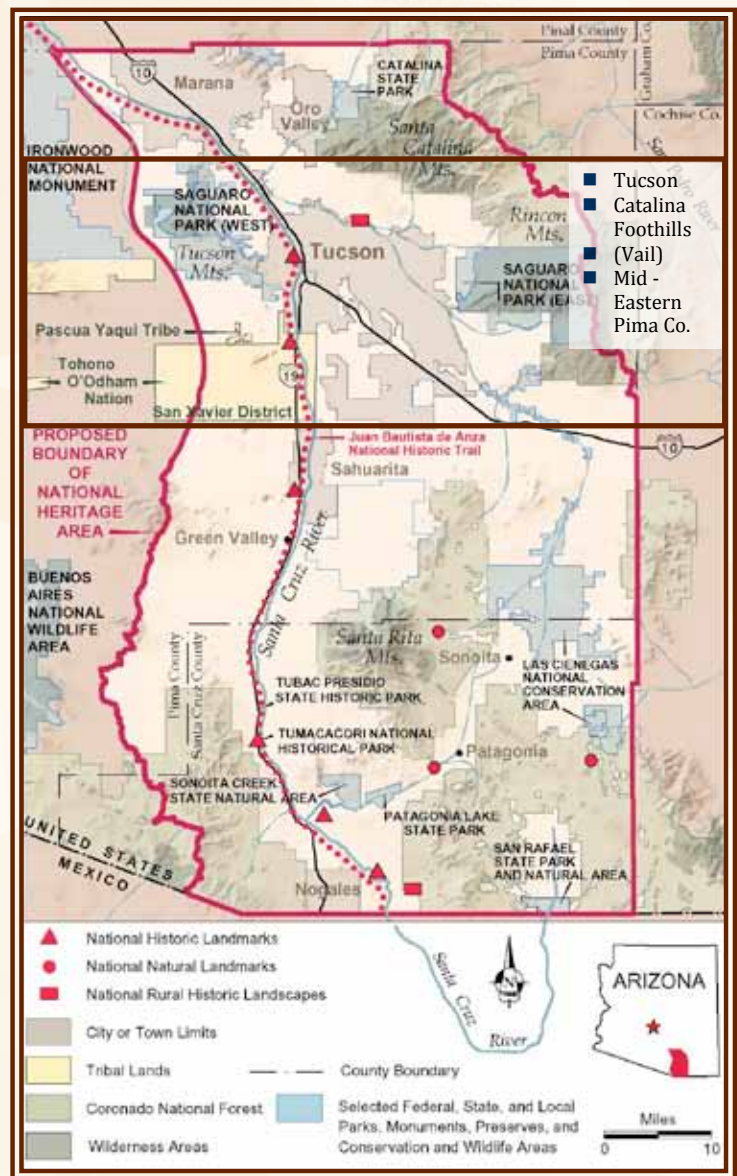 Pinal County
Pima County
Graham Co.
Cochise Co.
10
Marana
CATALINA
STATE
PARK
Oro
Valley
Santa
Catalina
Mts.
San Pedro River
IRONWOOD
NATIONAL
MONUMENT
SAGUARO
NATIONAL
PARK (WEST)
Tucson
Mts.
Tucson
Rincon
Mts.
SAGUARO
NATIONAL
PARK (EAST)
■ Tucson
■ Catalina
Foothills
■ (Vail)
■ Mid -
Eastern
Pima Co.
Pascua Yaqui Tribe
Tohono
O'Odham
Nation
19
San Xavier District
PROPOSED
BOUNDARY
OF
NATIONAL
HERITAGE
AREA
Juan Bautista de Anza
National Historic Trail
10
Sahuarita
Green Valley
Santa Cruz River
BUENOS
AIRES
NATIONAL
WILDLIFE
AREA
Pima County
Santa Cruz County
Santa Rita
Mts.
Sonoita
LAS CIENEGAS
NATIONAL
CONSERVATION
AREA
TUBAC PRESIDIO
STATE HISTORIC PARK
TUMACACORI NATIONAL
HISTORICAL PARK
Patagonia
SONOITA CREEK
STATE NATURAL AREA
PATAGONIA LAKE
STATE PARK
SAN RAFAEL
STATE PARK
AND NATURAL AREA
UNITED STATES
MEXICO
Nogales
National Historic Landmarks
National Natural Landmarks
National Rural Historic Landscapes
City or Town Limits
Tribal Lands
Coronado National Forest
Wilderness Areas
County Boundary
Selected Federal, State, and Local
Parks, Monuments, Preserves, and
Conservation and Wildlife Areas
Santa Cruz
River
N
ARIZONA
Miles
0 10